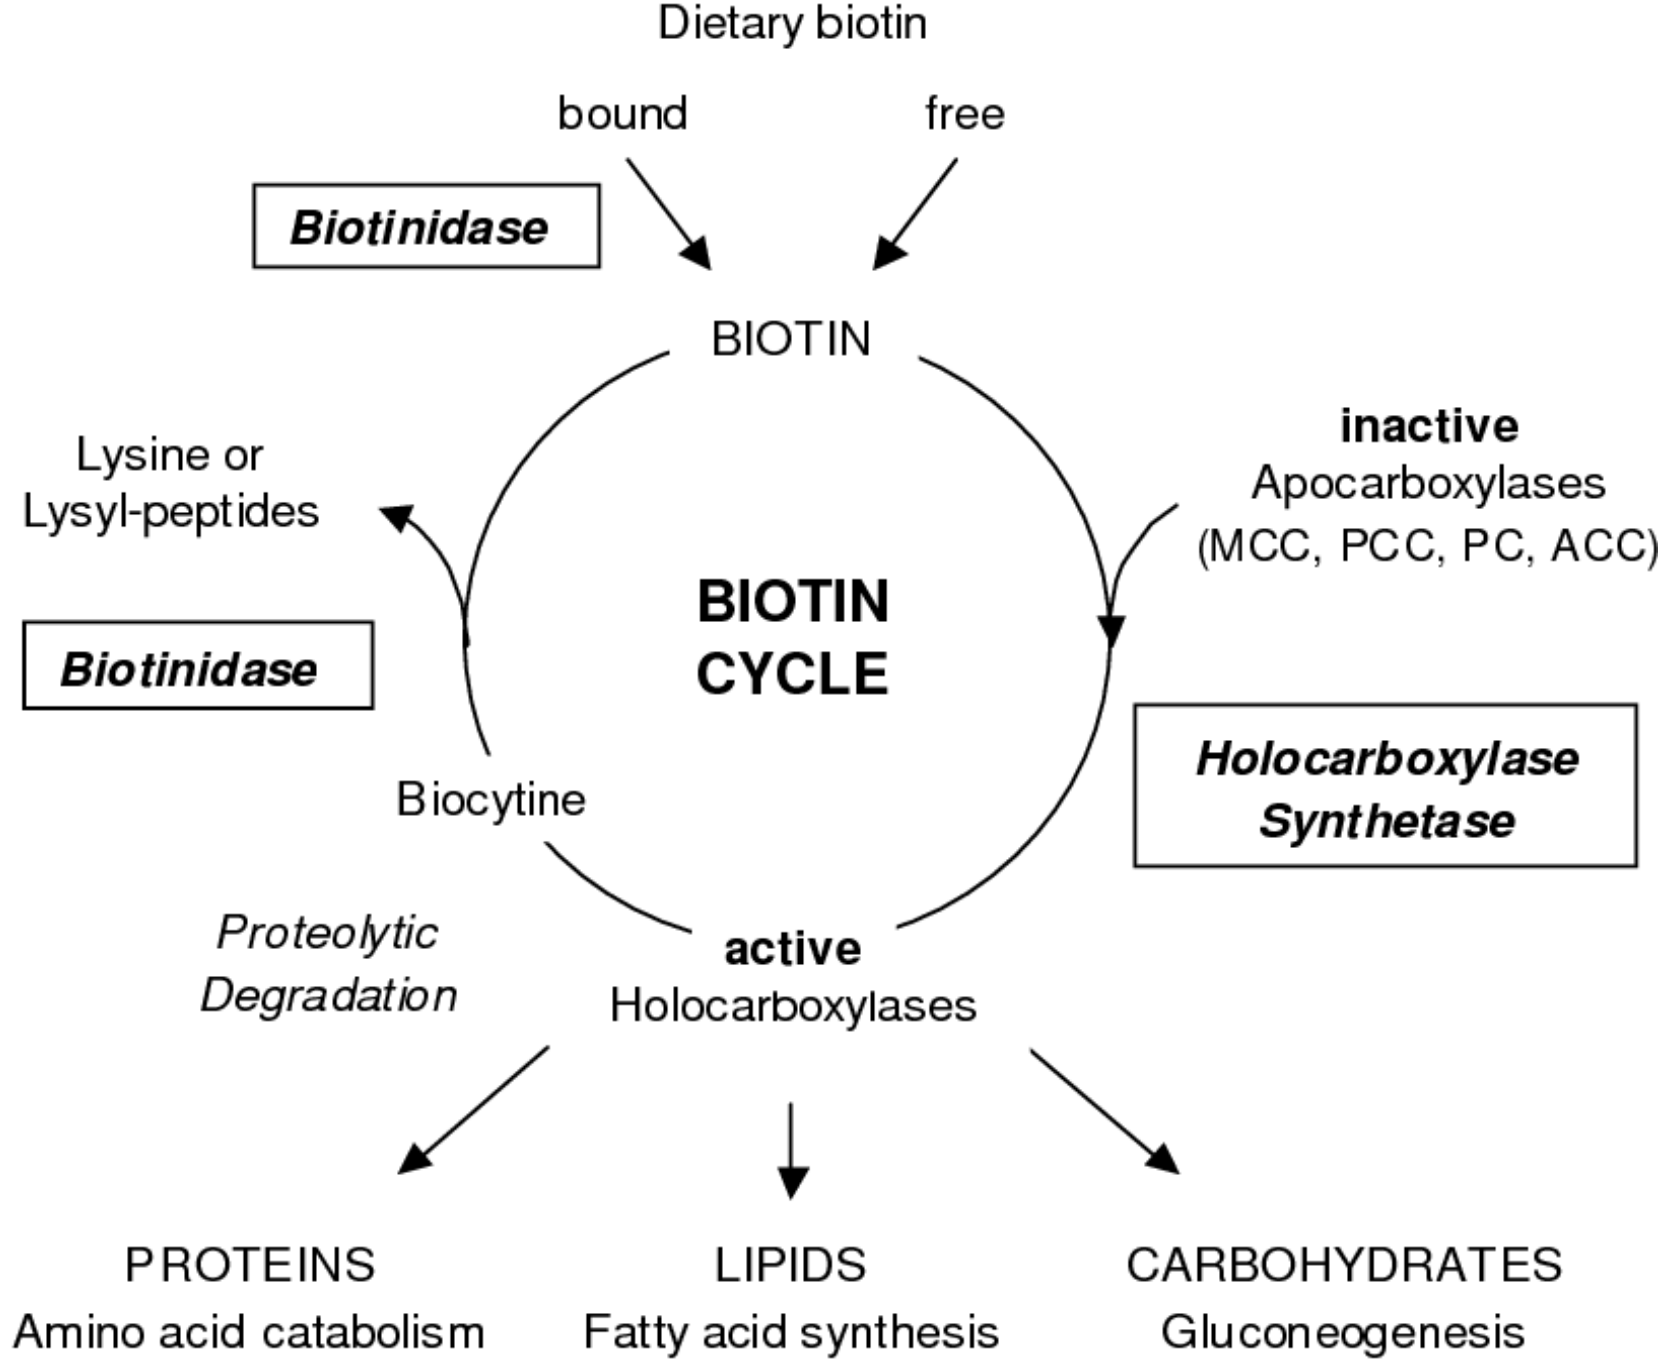 Dietary biotin
bound
free
Biotinidase
BIOTIN
inactive
Lysine or
Lysyl-peptides
Apocarboxylases
(MCC, PCC, PC, ACC)
BIOTIN
CYCLE
Biotinidase
Holocarboxylase
Synthetase
Biocytine
Proteolytic
Degradation
active
Holocarboxylases
PROTEINS
Amino acid catabolism
LIPIDS
Fatty acid synthesis
CARBOHYDRATES
Gluconeogenesis